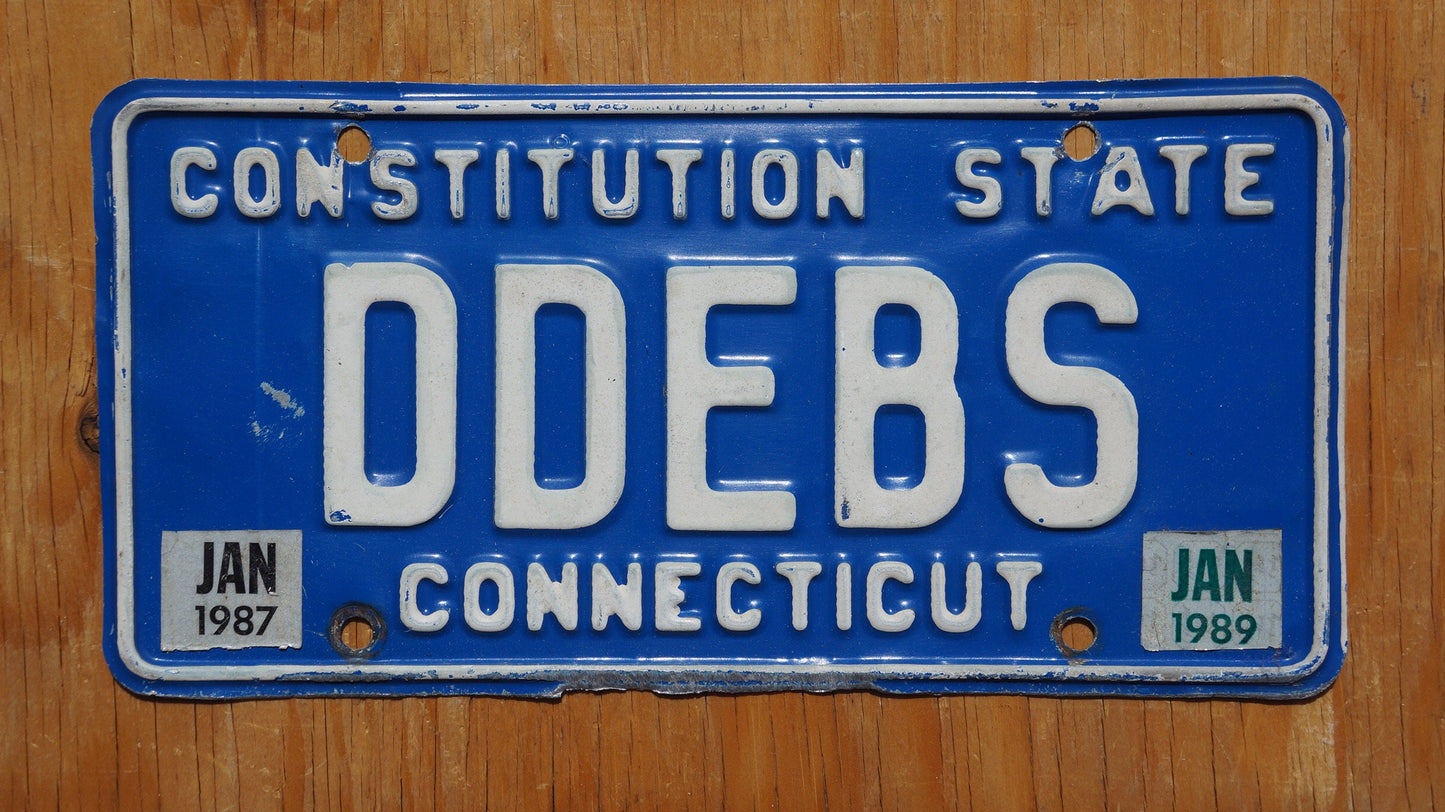 CONSTITUTION STATE
DDEBS
JAN
1987
CONNECTICUT
JAN
1989